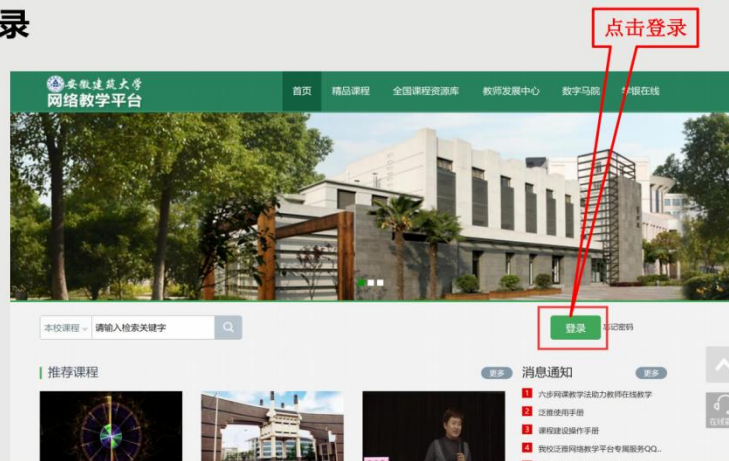 录
点击登录
安徽建筑大学
网络教学平台
首页 精品课程 全国课程资源库 教师发展中心 数字马院 学银在线
本校课程 请输入检索关键字
登录 忘记密码
推荐课程 更多 消息通知 更多
1 六步网课教学法助力教师在线教学
2 泛雅使用手册
3 课程建设操作手册
4 我校泛雅网络教学平台专属服务QQ...